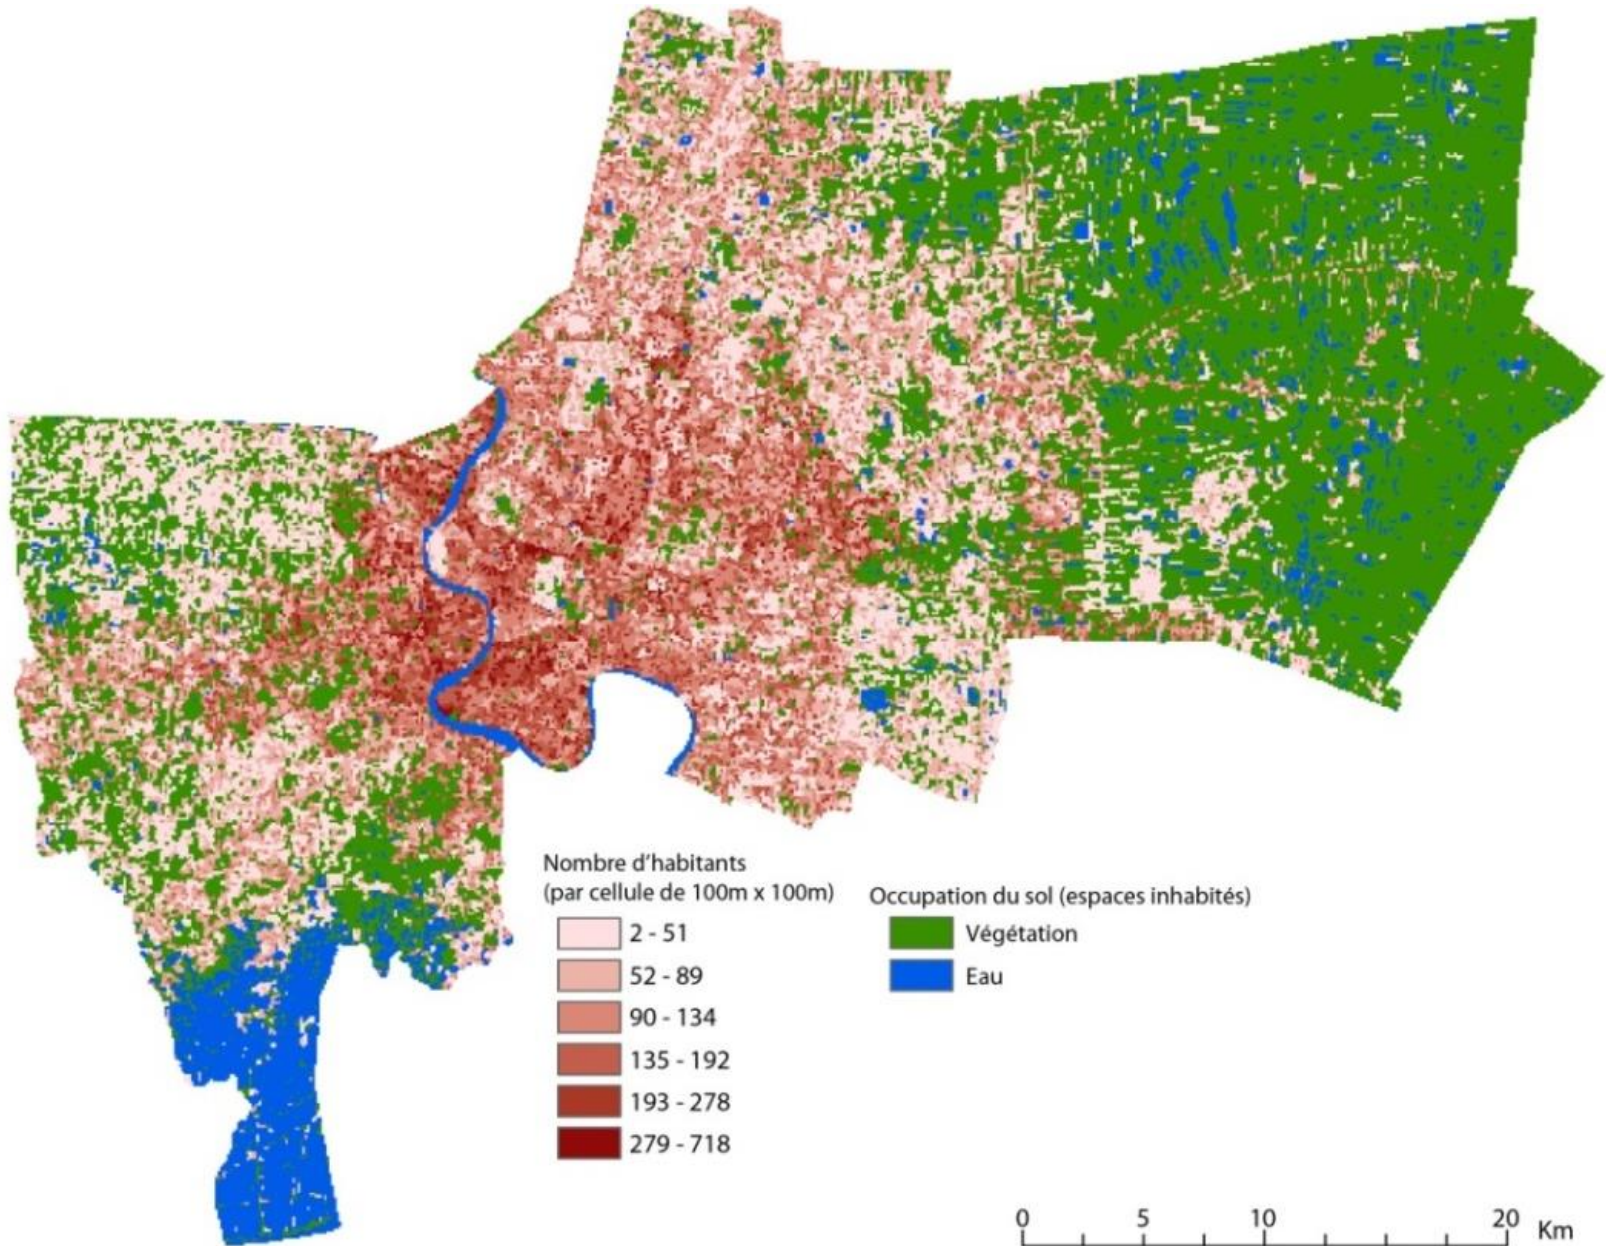 Nombre d'habitants
(par cellule de 100m x 100m)
2 - 51
52 - 89
90 - 134
135 - 192
193 - 278
279 - 718
Occupation du sol (espaces inhabités)
Végétation
Eau
0 5 10 20 Km